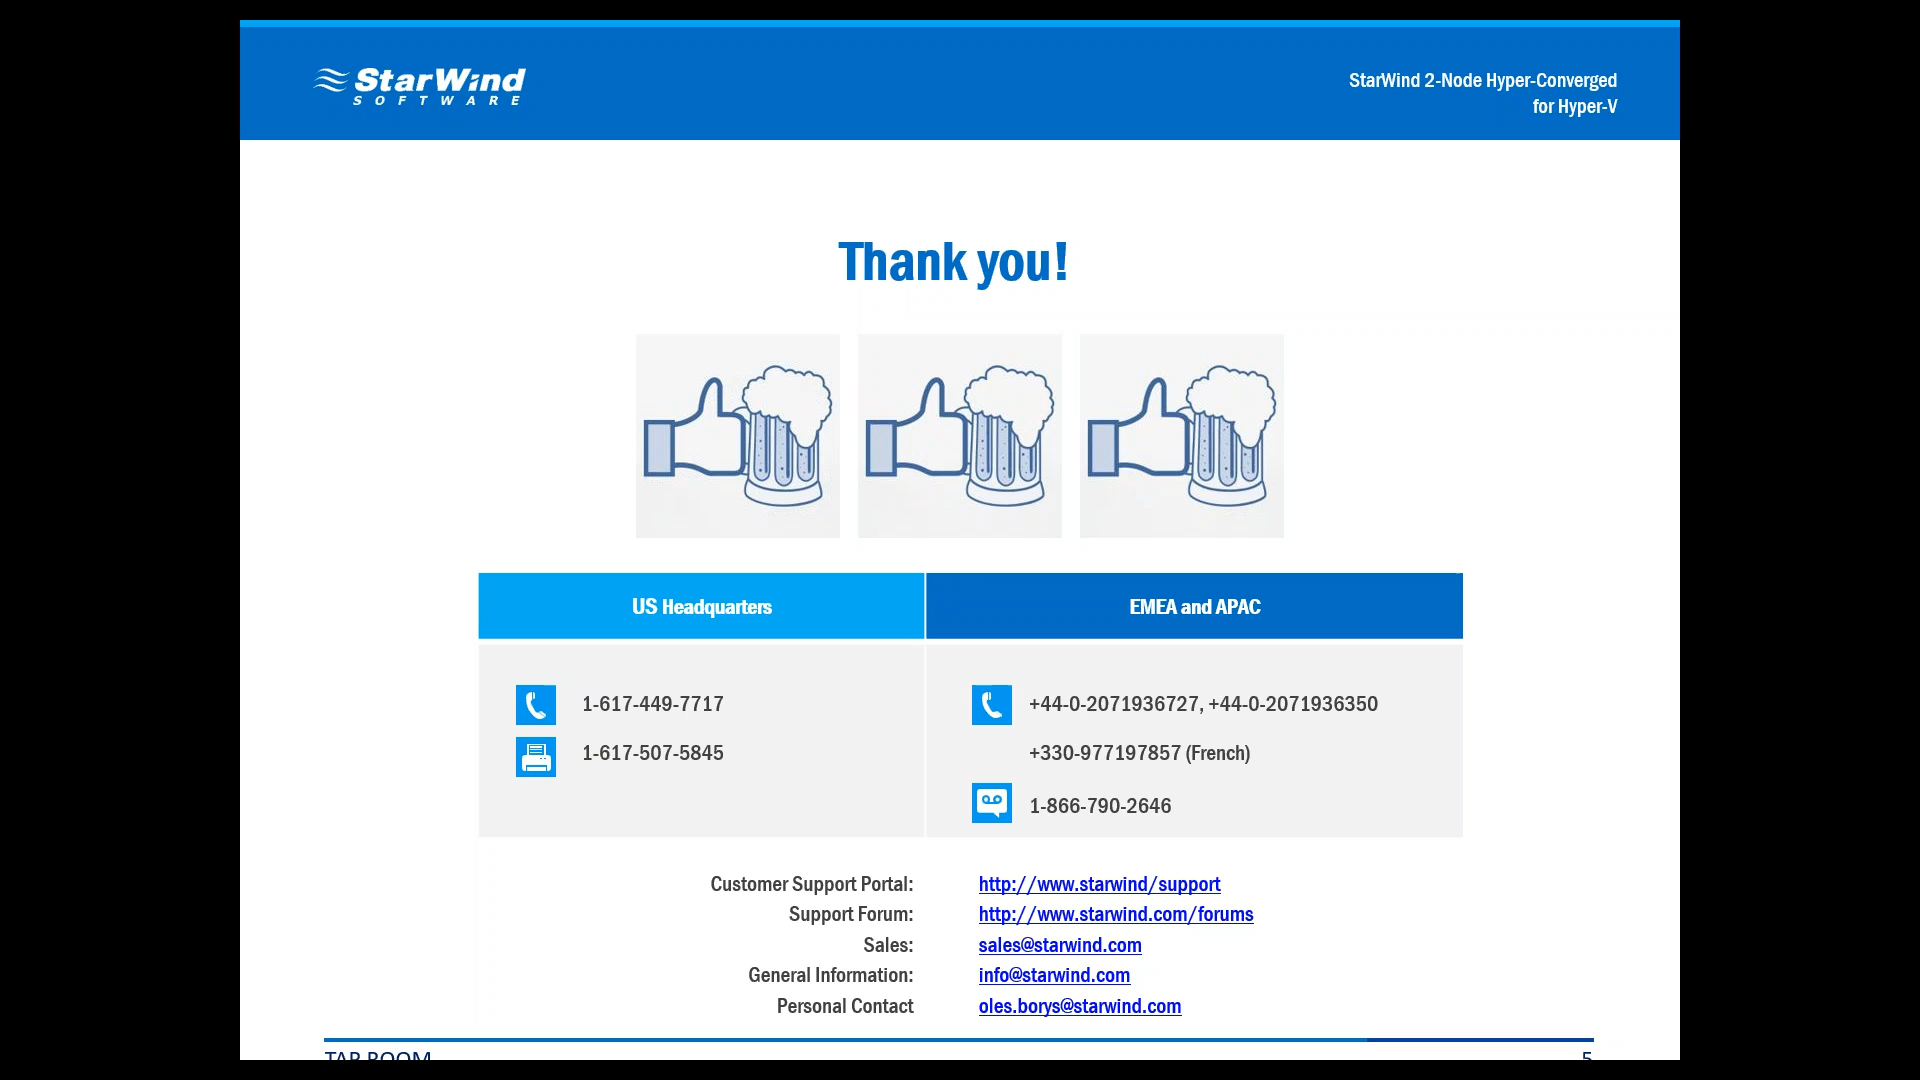 StarWind
SOFTWARE
StarWind 2-Node Hyper-Converged
for Hyper-V
Thank you!
US Headquarters
EMEA and APAC
1-617-449-7717
1-617-507-5845
+44-0-2071936727, +44-0-2071936350
+330-977197857 (French)
1-866-790-2646
Customer Support Portal: http://www.starwind/support
Support Forum: http://www.starwind.com/forums
Sales: sales@starwind.com
General Information: info@starwind.com
Personal Contact oles.borys@starwind.com
TAP ROOM
5